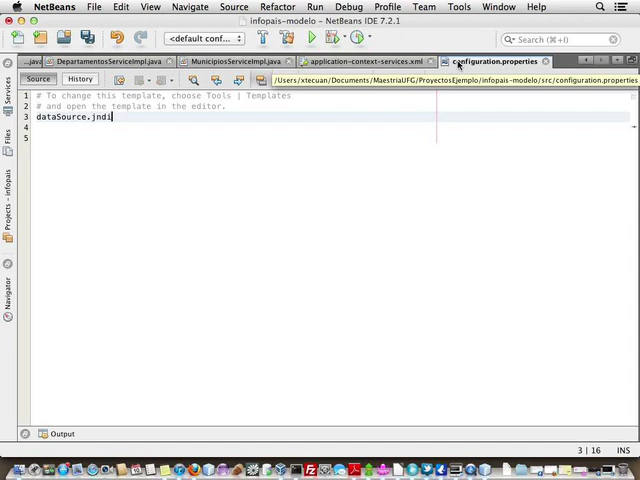 NetBeans File Edit View Navigate Source Refactor Run Debug Profile Team Tools Window Help
infopais-modelo - NetBeans IDE 7.2.1
<default conf... Search (⌘+I)
...java DepartamentosServiceImpl.java MunicipiosServiceImpl.java application-context-services.xml configuration.properties
Source History
/Users/xtecuan/Documents/MaestriaUFG/ProyectosEjemplo/infopais-modelo/src/configuration.properties
1 # To change this template, choose Tools | Templates
2 # and open the template in the editor.
3 dataSource.jndi
4
5
Services
Files
Projects - infopais
Navigator
Output
3 | 16 INS